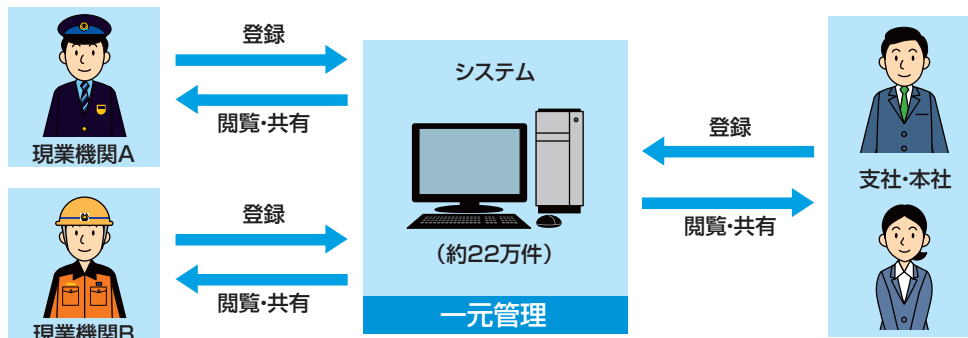 登録
閲覧・共有
現業機関A
登録
閲覧・共有
現業機関B
システム
(約22万件)
一元管理
登録
閲覧・共有
支社・本社